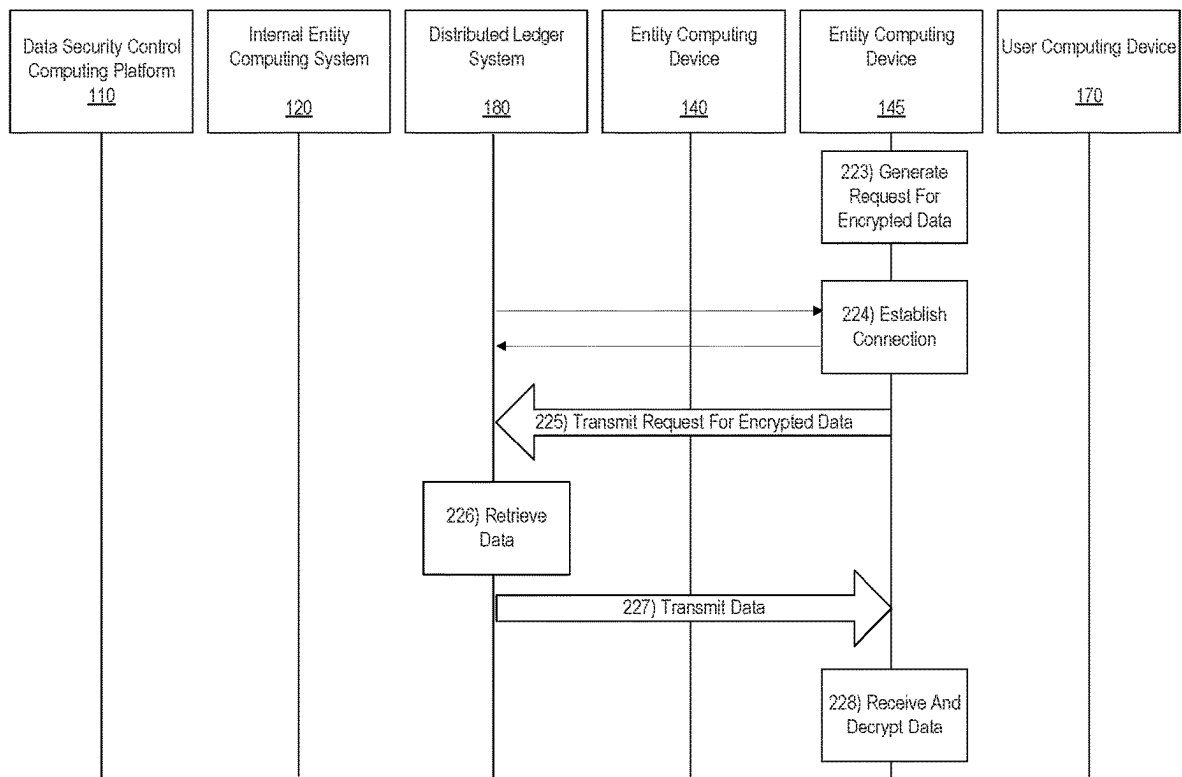 Data Security Control
Computing Platform
110
Internal Entity
Computing System
120
Distributed Ledger
System
180
Entity Computing
Device
140
Entity Computing
Device
145
User Computing Device
170
223) Generate
Request For
Encrypted Data
224) Establish
Connection
225) Transmit Request For Encrypted Data
226) Retrieve
Data
227) Transmit Data
228) Receive And
Decrypt Data